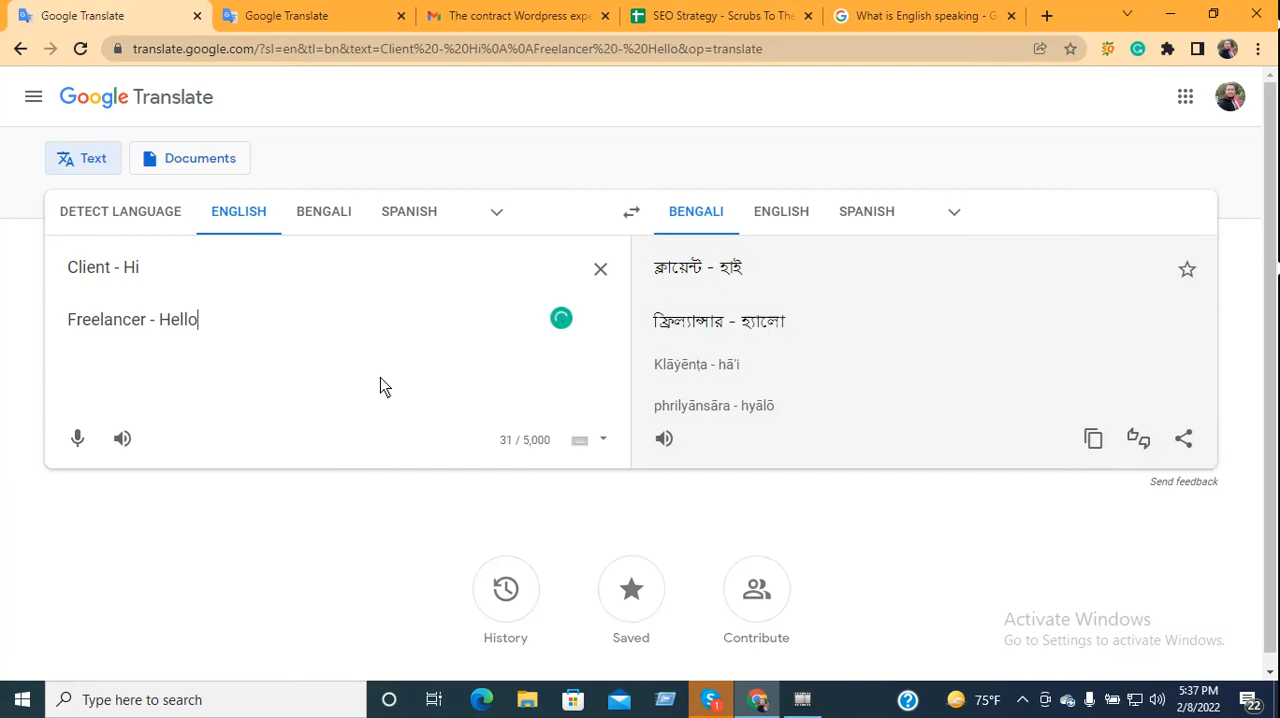 Google Translate
Google Translate
The contract Wordpress expe
SEO Strategy - Scrubs To The
What is English speaking - G
translate.google.com/?sl=en&tl=bn&text=Client%20-%20Hi%0A%0AFreelancer%20-%20Hello&op=translate
Google Translate
Text
Documents
DETECT LANGUAGE ENGLISH BENGALI SPANISH
BENGALI ENGLISH SPANISH
Client - Hi
Freelancer - Hello
31 / 5,000
ক্লায়েন্ট - হাই
ফ্রিল্যান্সার - হ্যালো
Klāẏēnṭa - hā'i
phrilyānsāra - hyālō
Send feedback
History
Saved
Contribute
Activate Windows
Go to Settings to activate Windows.
Type here to search
1
75°F
5:37 PM
2/8/2022
22